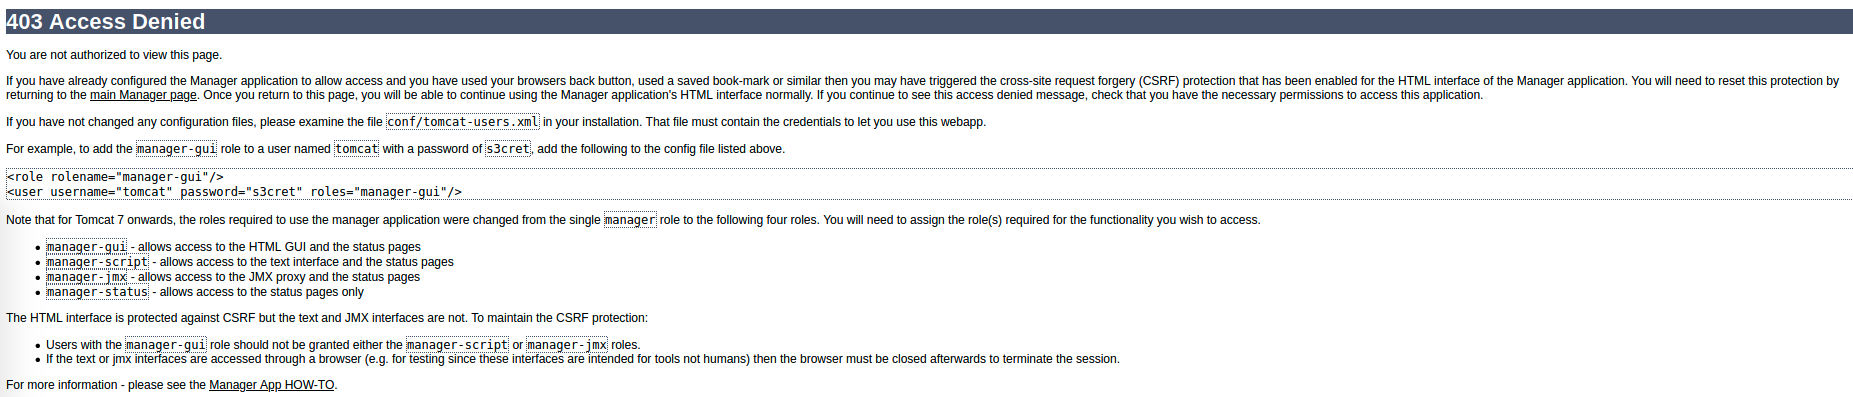 403 Access Denied
You are not authorized to view this page.
If you have already configured the Manager application to allow access and you have used your browsers back button, used a saved book-mark or similar then you may have triggered the cross-site request forgery (CSRF) protection that has been enabled for the HTML interface of the Manager application. You will need to reset this protection by
returning to the main Manager page. Once you return to this page, you will be able to continue using the Manager application's HTML interface normally. If you continue to see this access denied message, check that you have the necessary permissions to access this application.
If you have not changed any configuration files, please examine the file conf/tomcat-users.xml in your installation. That file must contain the credentials to let you use this webapp.
For example, to add the manager-gui role to a user named tomcat with a password of s3cret, add the following to the config file listed above.
<role rolename="manager-gui"/>
<user username="tomcat" password="s3cret" roles="manager-gui"/>
Note that for Tomcat 7 onwards, the roles required to use the manager application were changed from the single manager role to the following four roles. You will need to assign the role(s) required for the functionality you wish to access.
• manager-gui - allows access to the HTML GUI and the status pages
• manager-script - allows access to the text interface and the status pages
• manager-jmx - allows access to the JMX proxy and the status pages
• manager-status - allows access to the status pages only
The HTML interface is protected against CSRF but the text and JMX interfaces are not. To maintain the CSRF protection:
• Users with the manager-gui role should not be granted either the manager-script or manager-jmx roles.
• If the text or jmx interfaces are accessed through a browser (e.g. for testing since these interfaces are intended for tools not humans) then the browser must be closed afterwards to terminate the session.
For more information - please see the Manager App HOW-TO.